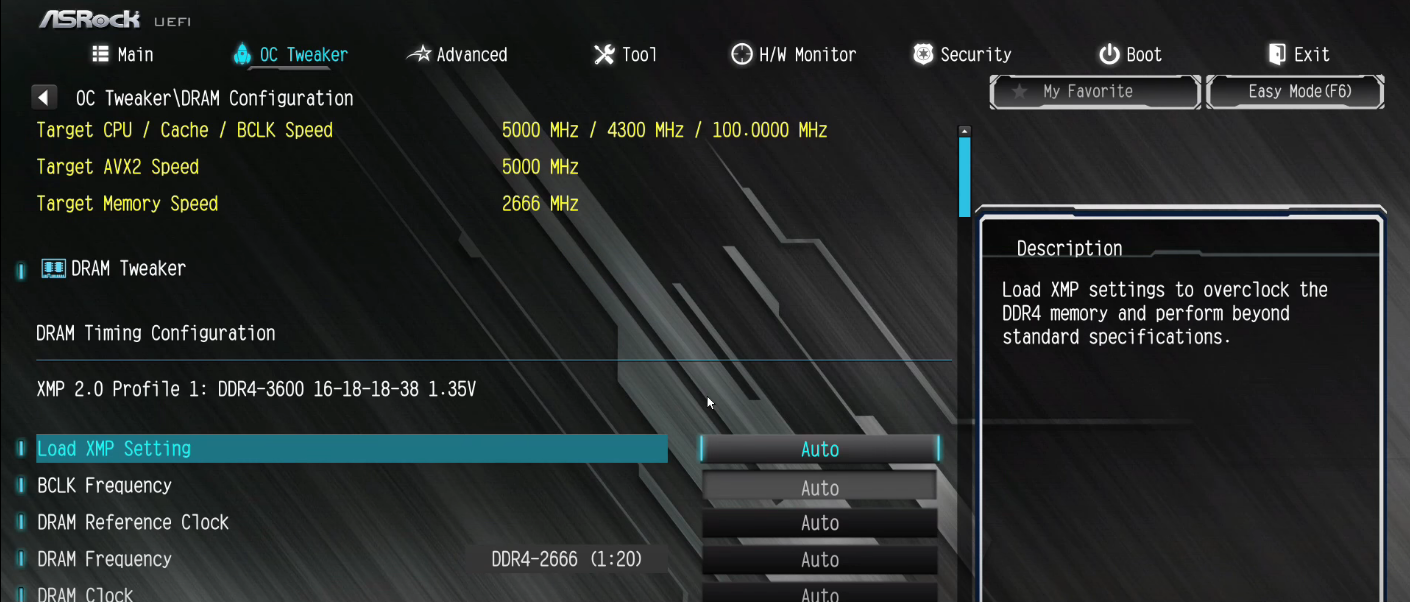 ASRock UEFI
Main OC Tweaker Advanced Tool H/W Monitor Security Boot Exit
My Favorite Easy Mode(F6)
OC Tweaker\DRAM Configuration
Target CPU / Cache / BCLK Speed 5000 MHz / 4300 MHz / 100.0000 MHz
Target AVX2 Speed 5000 MHz
Target Memory Speed 2666 MHz
DRAM Tweaker
DRAM Timing Configuration
XMP 2.0 Profile 1: DDR4-3600 16-18-18-38 1.35V
Load XMP Setting Auto
BCLK Frequency Auto
DRAM Reference Clock Auto
DRAM Frequency DDR4-2666 (1:20) Auto
DRAM Clock Auto
Description
Load XMP settings to overclock the
DDR4 memory and perform beyond
standard specifications.